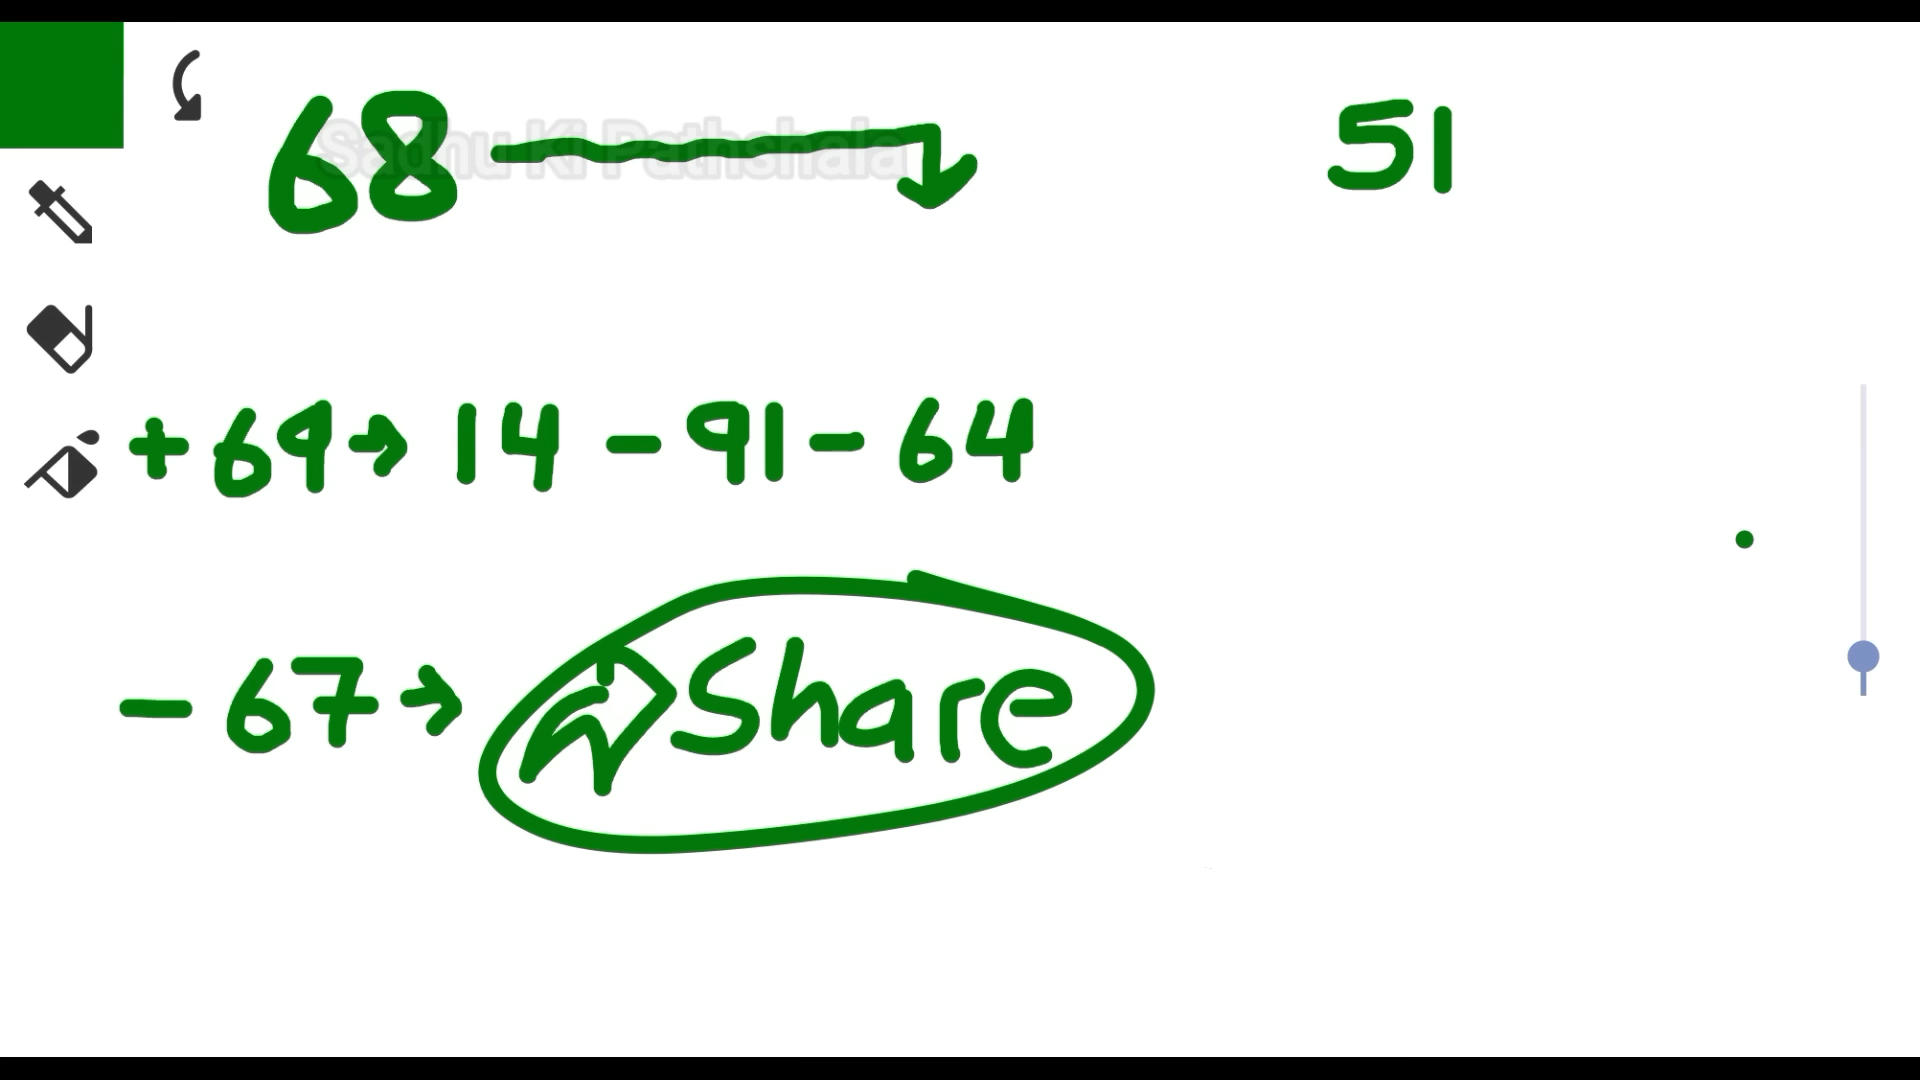 68 → 51
Sadhu Ki Pathshala
+69→ 14-91-64
-67→ Share